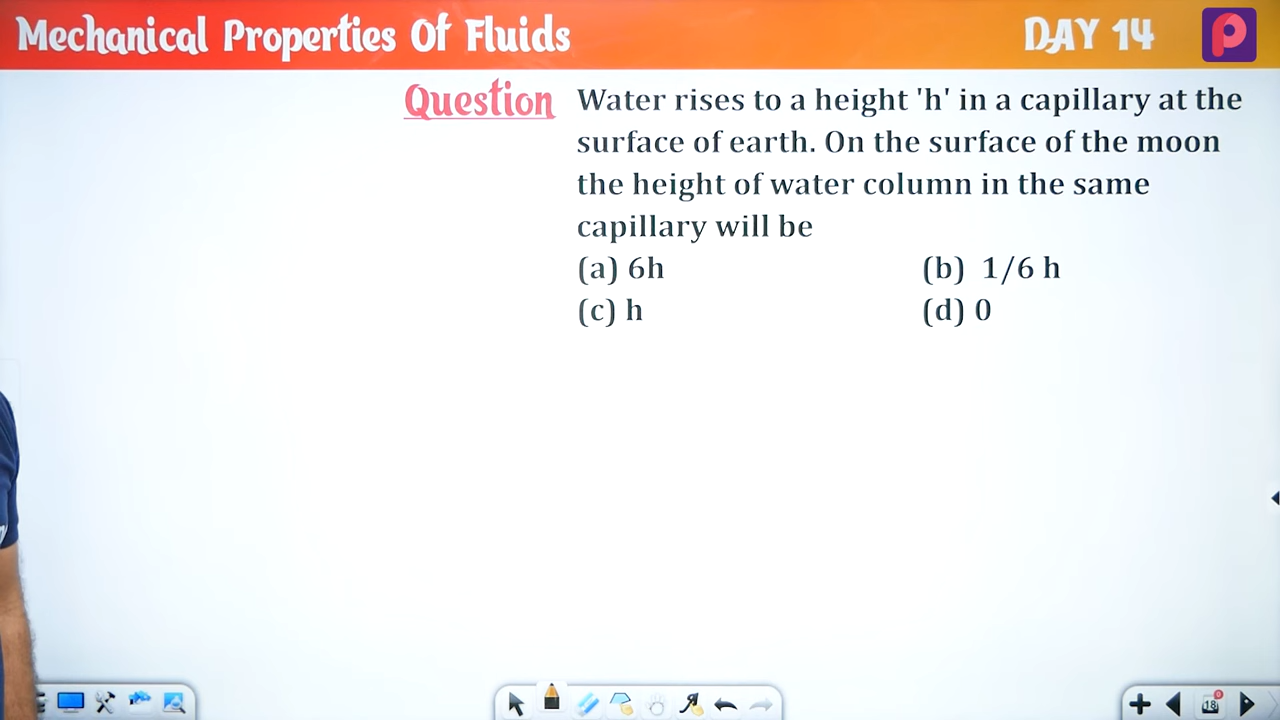 Mechanical Properties Of Fluids
DAY 14
Question
Water rises to a height 'h' in a capillary at the
surface of earth. On the surface of the moon
the height of water column in the same
capillary will be
(a) 6h (b) 1/6 h
(c) h (d) 0
18